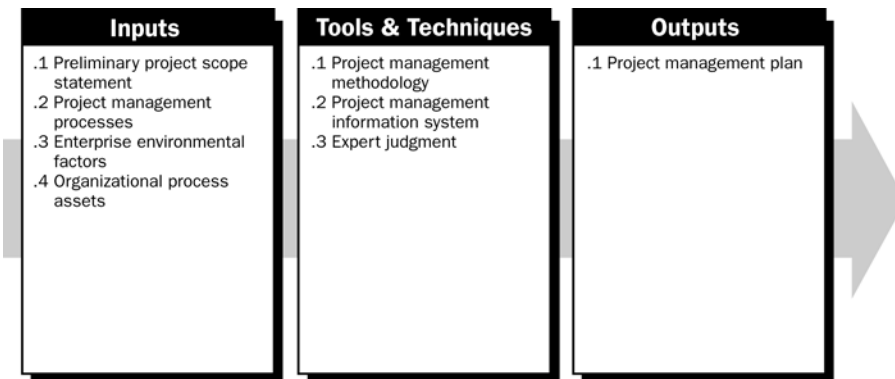 Inputs
.1 Preliminary project scope
statement
.2 Project management
processes
.3 Enterprise environmental
factors
.4 Organizational process
assets
Tools & Techniques
.1 Project management
methodology
.2 Project management
information system
.3 Expert judgment
Outputs
.1 Project management plan